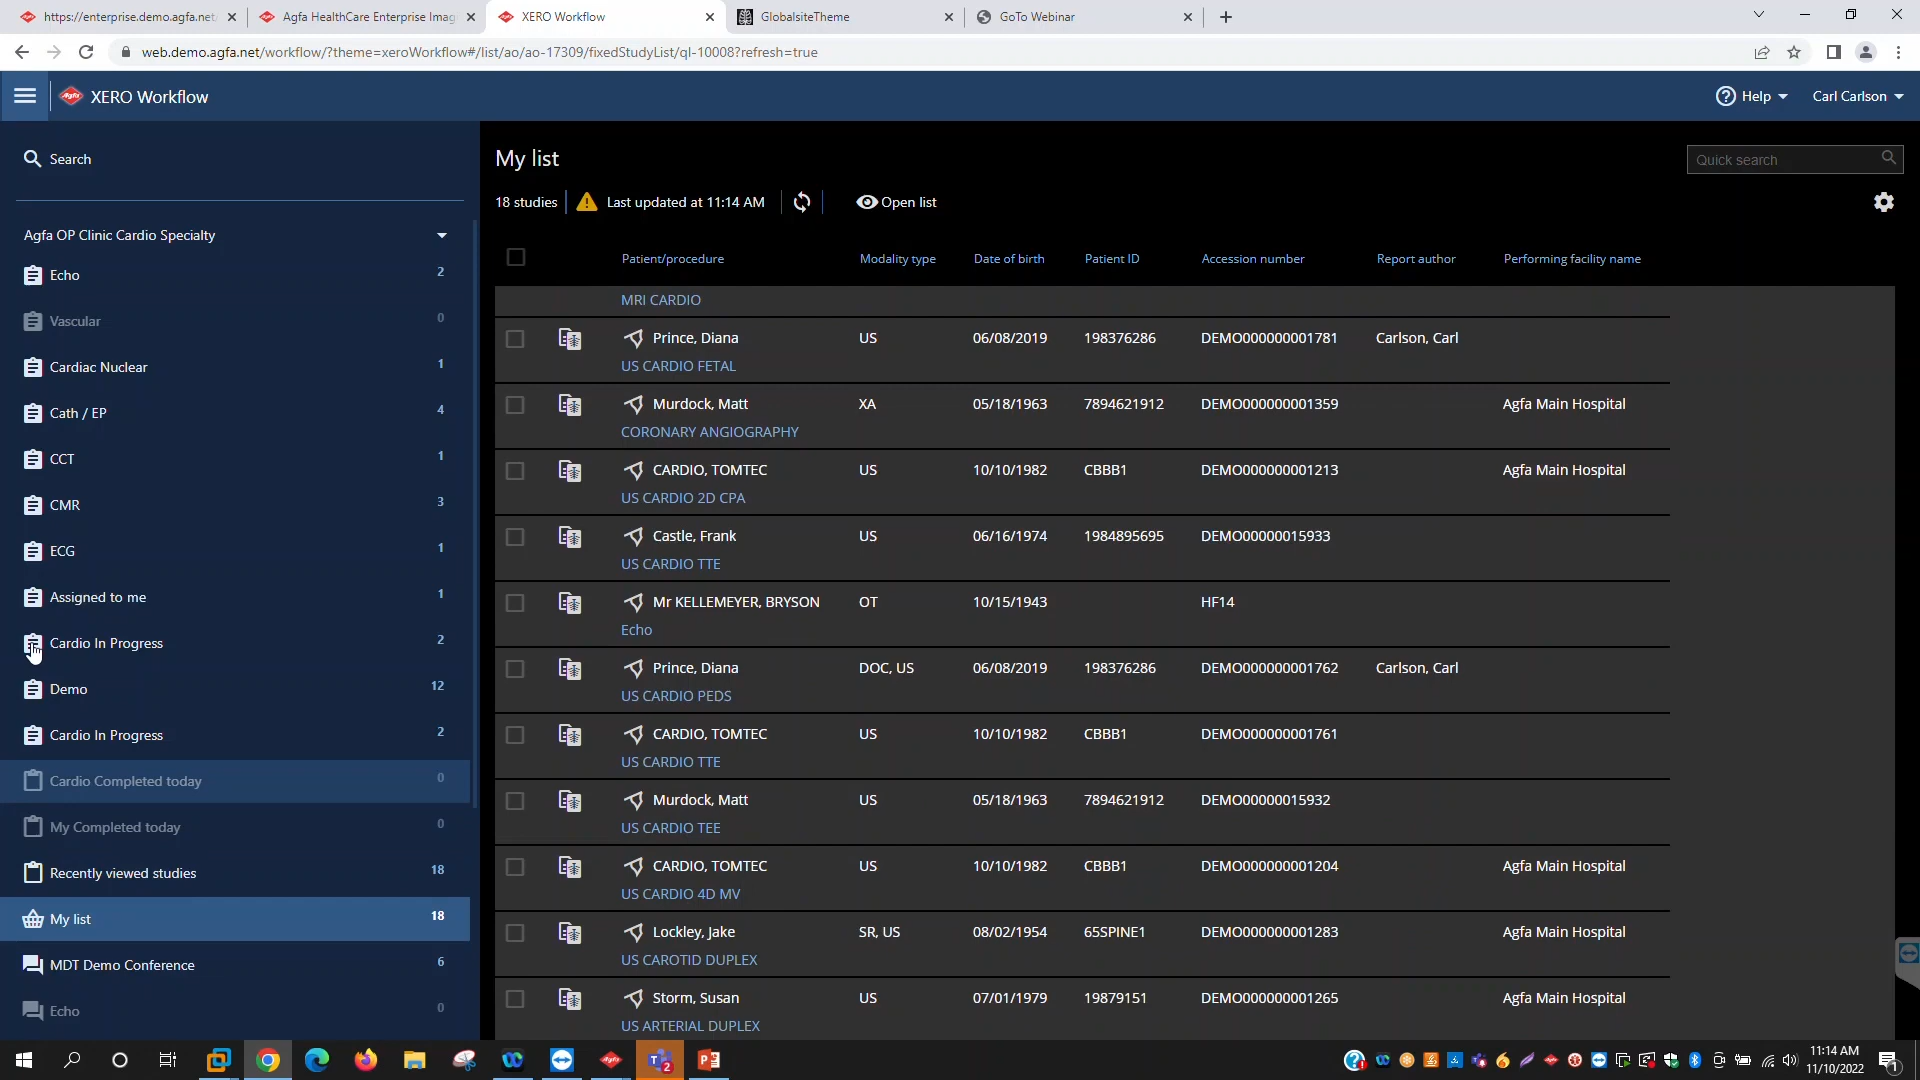 https://enterprise.demo.agfa.net
Agfa HealthCare Enterprise Imag
XERO Workflow
GlobalsiteTheme
GoTo Webinar
web.demo.agfa.net/workflow/?theme=xeroWorkflow#/list/ao/ao-17309/fixedStudyList/ql-10008?refresh=true
XERO Workflow
Help
Carl Carlson
Search
Agfa OP Clinic Cardio Specialty
Echo 2
Vascular 0
Cardiac Nuclear 1
Cath / EP 4
CCT 1
CMR 3
ECG 1
Assigned to me 1
Cardio In Progress 2
Demo 12
Cardio In Progress 2
Cardio Completed today 0
My Completed today 0
Recently viewed studies 18
My list 18
MDT Demo Conference 6
Echo 0
My list
Quick search
18 studies Last updated at 11:14 AM Open list
Patient/procedure Modality type Date of birth Patient ID Accession number Report author Performing facility name
MRI CARDIO
Prince, Diana US 06/08/2019 198376286 DEMO000000001781 Carlson, Carl
US CARDIO FETAL
Murdock, Matt XA 05/18/1963 7894621912 DEMO000000001359 Agfa Main Hospital
CORONARY ANGIOGRAPHY
CARDIO, TOMTEC US 10/10/1982 CBBB1 DEMO000000001213 Agfa Main Hospital
US CARDIO 2D CPA
Castle, Frank US 06/16/1974 1984895695 DEMO00000015933
US CARDIO TTE
Mr KELLEMEYER, BRYSON OT 10/15/1943 HF14
Echo
Prince, Diana DOC, US 06/08/2019 198376286 DEMO000000001762 Carlson, Carl
US CARDIO PEDS
CARDIO, TOMTEC US 10/10/1982 CBBB1 DEMO000000001761
US CARDIO TTE
Murdock, Matt US 05/18/1963 7894621912 DEMO00000015932
US CARDIO TEE
CARDIO, TOMTEC US 10/10/1982 CBBB1 DEMO000000001204 Agfa Main Hospital
US CARDIO 4D MV
Lockley, Jake SR, US 08/02/1954 65SPINE1 DEMO000000001283 Agfa Main Hospital
US CAROTID DUPLEX
Storm, Susan US 07/01/1979 19879151 DEMO000000001265 Agfa Main Hospital
US ARTERIAL DUPLEX
11:14 AM
11/10/2022